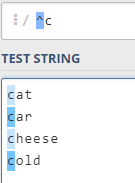 / ^c
TEST STRING
cat
car
cheese
cold